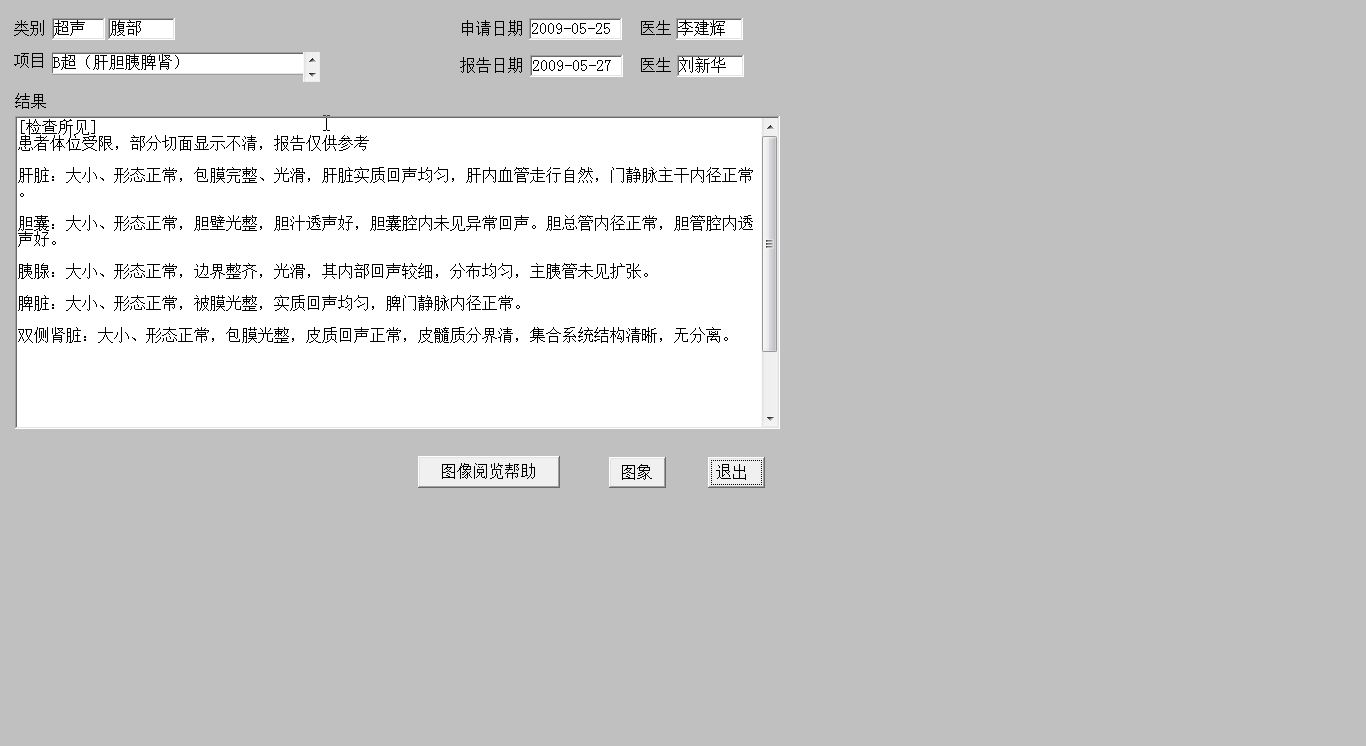 类别 超声 腹部 申请日期 2009-05-25 医生 李建辉
项目 B超（肝胆胰脾肾） 报告日期 2009-05-27 医生 刘新华
结果
[检查所见]
患者体位受限，部分切面显示不清，报告仅供参考
肝脏：大小、形态正常，包膜完整、光滑，肝脏实质回声均匀，肝内血管走行自然，门静脉主干内径正常
。
胆囊：大小、形态正常，胆壁光整，胆汁透声好，胆囊腔内未见异常回声。胆总管内径正常，胆管腔内透
声好。
胰腺：大小、形态正常，边界整齐，光滑，其内部回声较细，分布均匀，主胰管未见扩张。
脾脏：大小、形态正常，被膜光整，实质回声均匀，脾门静脉内径正常。
双侧肾脏：大小、形态正常，包膜光整，皮质回声正常，皮髓质分界清，集合系统结构清晰，无分离。
图像阅览帮助 图象 退出